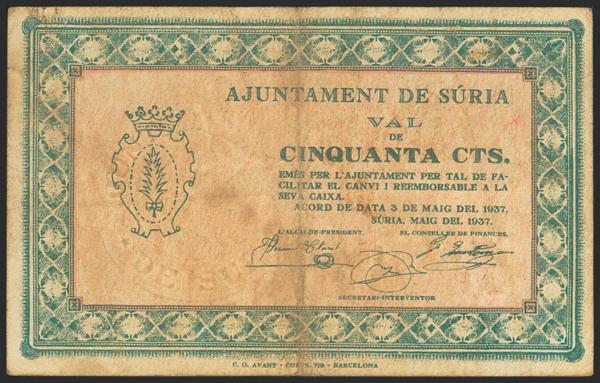 AJUNTAMENT DE SÚRIA
VAL
DE
CINQUANTA CTS.
EMÈS PER L'AJUNTAMENT PER TAL DE FA-
CILITAR EL CANVI I REEMBORSABLE A LA
SEVA CAIXA.
ACORD DE DATA 3 DE MAIG DEL 1937.
SÚRIA, MAIG DEL 1937.
L'ALCALDE-PRESIDENT. EL CONSELLER DE FINANCES,
SECRETARI-INTERVENTOR
C. O. AVANT - CORTS, 719 - BARCELONA